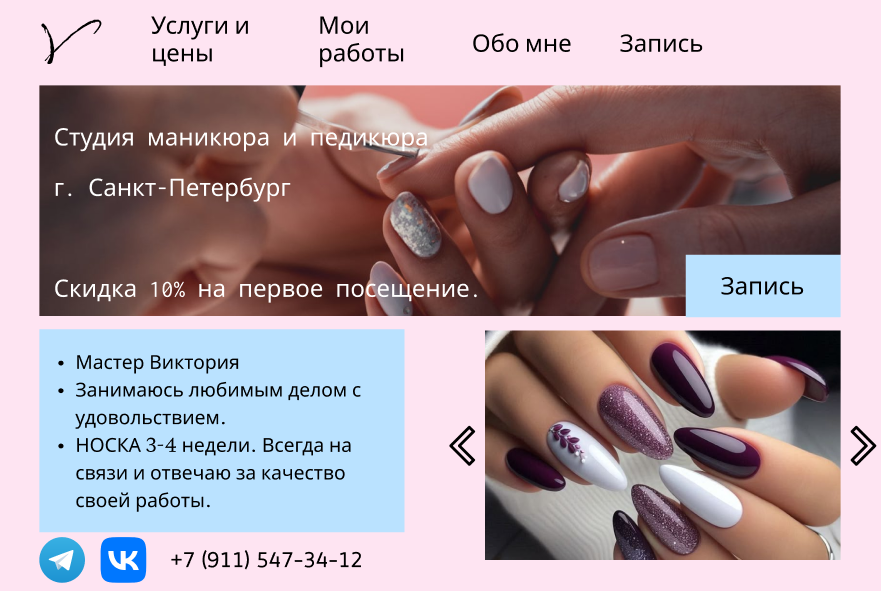 Услуги и
цены
Мои
работы
Обо мне
Запись
Студия маникюра и педикюра
г. Санкт-Петербург
Скидка 10% на первое посещение.
Запись
• Мастер Виктория
• Занимаюсь любимым делом с
удовольствием.
• НОСКА 3-4 недели. Всегда на
связи и отвечаю за качество
своей работы.
+7 (911) 547-34-12